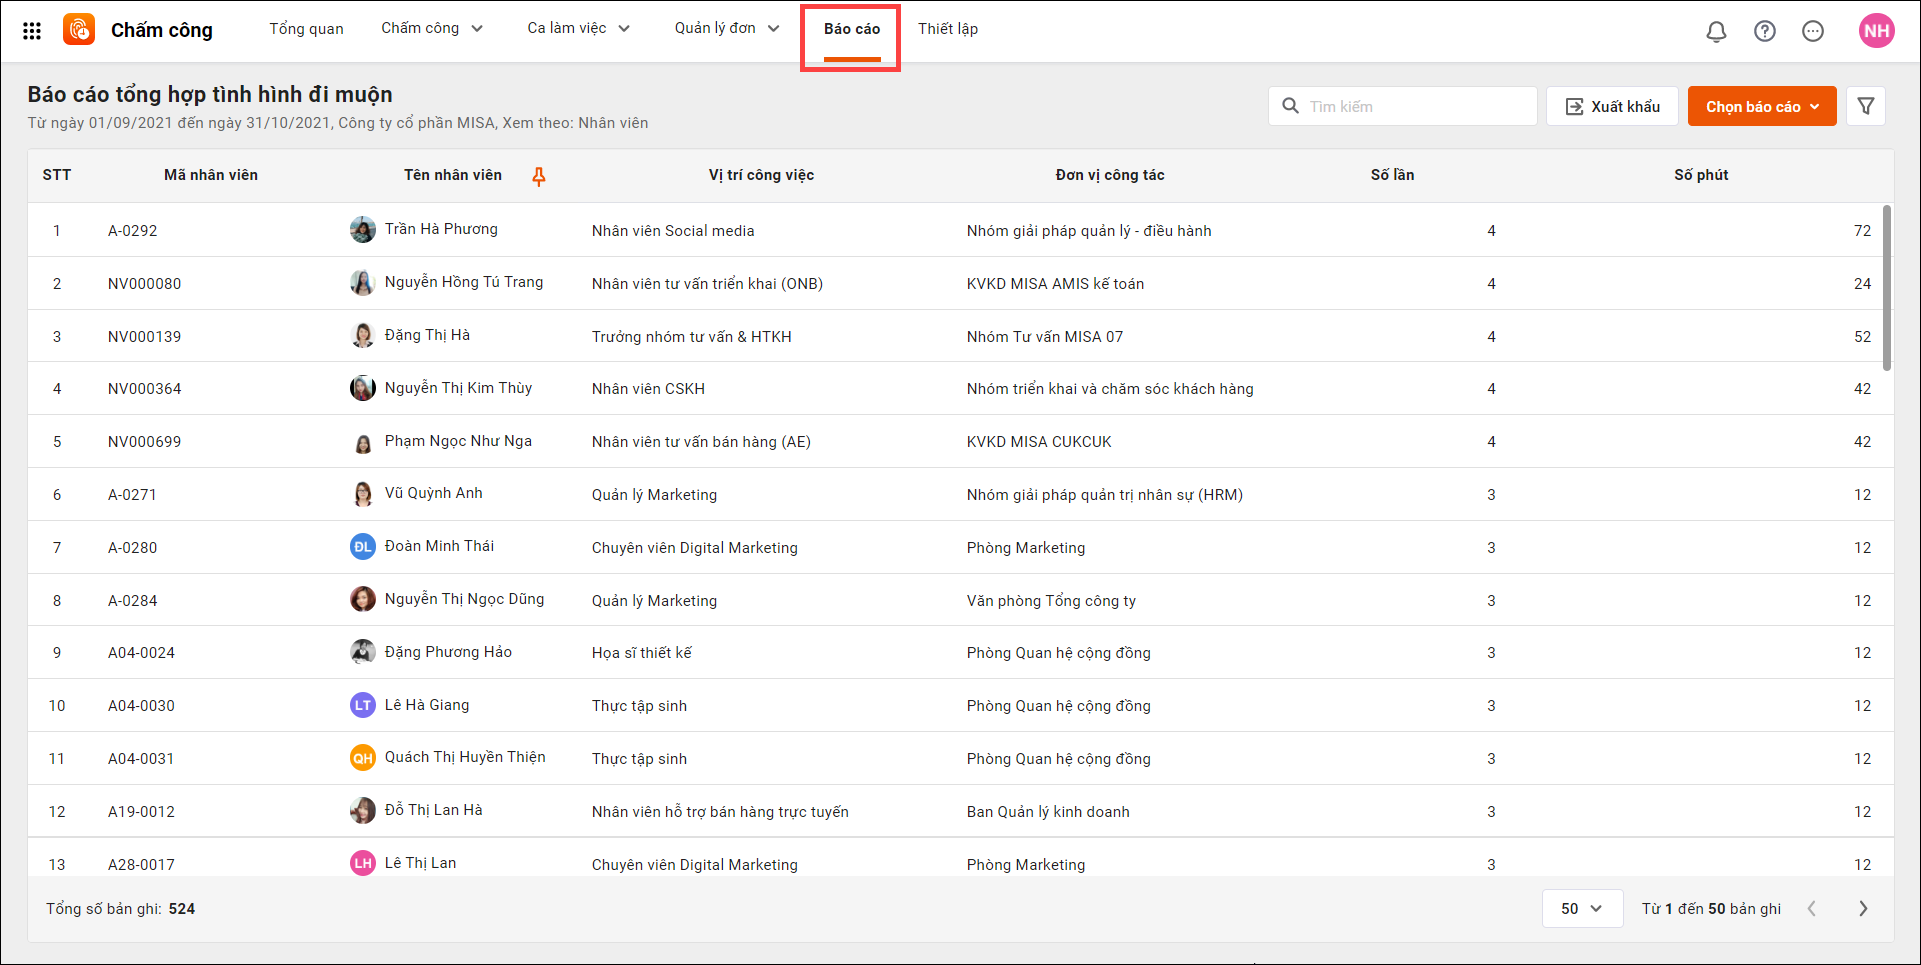 Chấm công Tổng quan Chấm công Ca làm việc Quản lý đơn Báo cáo Thiết lập NH
Báo cáo tổng hợp tình hình đi muộn
Từ ngày 01/09/2021 đến ngày 31/10/2021, Công ty cổ phần MISA, Xem theo: Nhân viên
Tìm kiếm Xuất khẩu Chọn báo cáo
STT Mã nhân viên Tên nhân viên Vị trí công việc Đơn vị công tác Số lần Số phút
1 A-0292 Trần Hà Phương Nhân viên Social media Nhóm giải pháp quản lý - điều hành 4 72
2 NV000080 Nguyễn Hồng Tú Trang Nhân viên tư vấn triển khai (ONB) KVKD MISA AMIS kế toán 4 24
3 NV000139 Đặng Thị Hà Trưởng nhóm tư vấn & HTKH Nhóm Tư vấn MISA 07 4 52
4 NV000364 Nguyễn Thị Kim Thùy Nhân viên CSKH Nhóm triển khai và chăm sóc khách hàng 4 42
5 NV000699 Phạm Ngọc Như Nga Nhân viên tư vấn bán hàng (AE) KVKD MISA CUKCUK 4 42
6 A-0271 Vũ Quỳnh Anh Quản lý Marketing Nhóm giải pháp quản trị nhân sự (HRM) 3 12
7 A-0280 ĐL Đoàn Minh Thái Chuyên viên Digital Marketing Phòng Marketing 3 12
8 A-0284 Nguyễn Thị Ngọc Dũng Quản lý Marketing Văn phòng Tổng công ty 3 12
9 A04-0024 Đặng Phương Hảo Họa sĩ thiết kế Phòng Quan hệ cộng đồng 3 12
10 A04-0030 LT Lê Hà Giang Thực tập sinh Phòng Quan hệ cộng đồng 3 12
11 A04-0031 QH Quách Thị Huyền Thiện Thực tập sinh Phòng Quan hệ cộng đồng 3 12
12 A19-0012 Đỗ Thị Lan Hà Nhân viên hỗ trợ bán hàng trực tuyến Ban Quản lý kinh doanh 3 12
13 A28-0017 LH Lê Thị Lan Chuyên viên Digital Marketing Phòng Marketing 3 12
Tổng số bản ghi: 524 50 Từ 1 đến 50 bản ghi